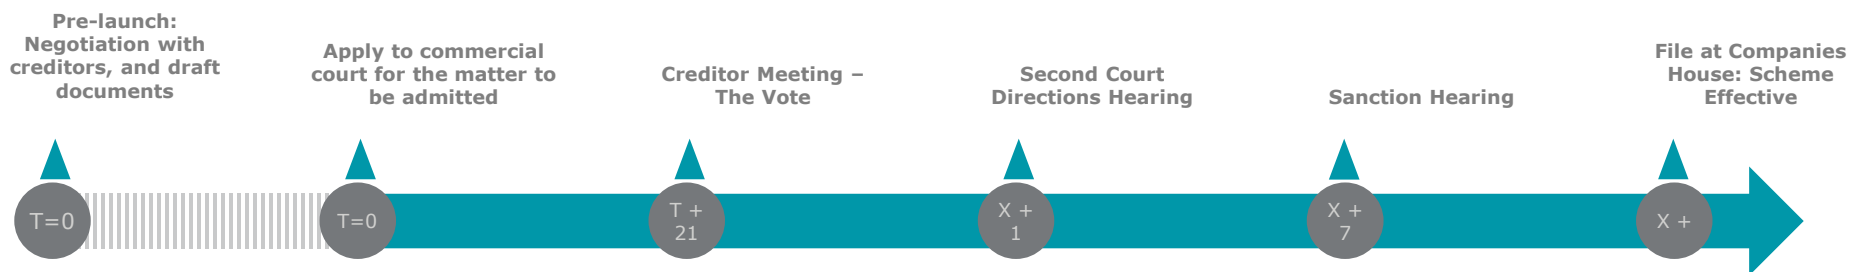 Pre-launch:
Negotiation with
creditors, and draft
documents
Apply to commercial
court for the matter to
be admitted
Creditor Meeting –
The Vote
Second Court
Directions Hearing
Sanction Hearing
File at Companies
House: Scheme
Effective
T=0
T=0
T +
21
X +
1
X +
7
X +